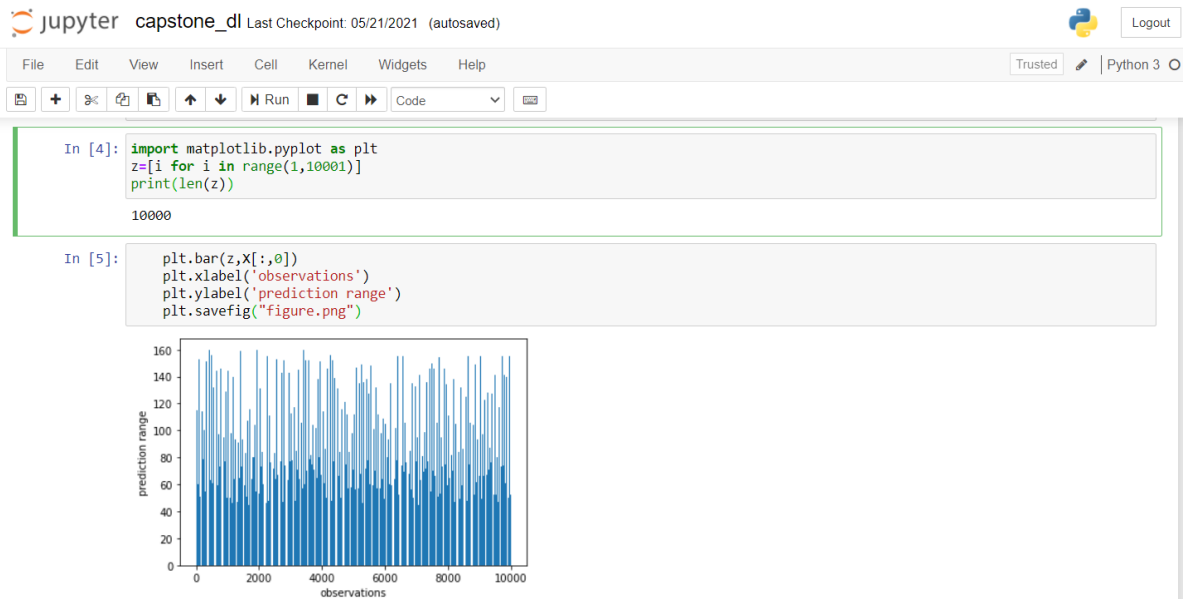 jupyter capstone_dl Last Checkpoint: 05/21/2021 (autosaved)
Logout
File Edit View Insert Cell Kernel Widgets Help
Trusted Python 3
Run Code
In [4]: import matplotlib.pyplot as plt
z=[i for i in range(1,10001)]
print(len(z))
10000
In [5]: plt.bar(z,X[:,0])
plt.xlabel('observations')
plt.ylabel('prediction range')
plt.savefig("figure.png")
160
140
120
100
80
60
40
20
0
prediction range
0 2000 4000 6000 8000 10000
observations